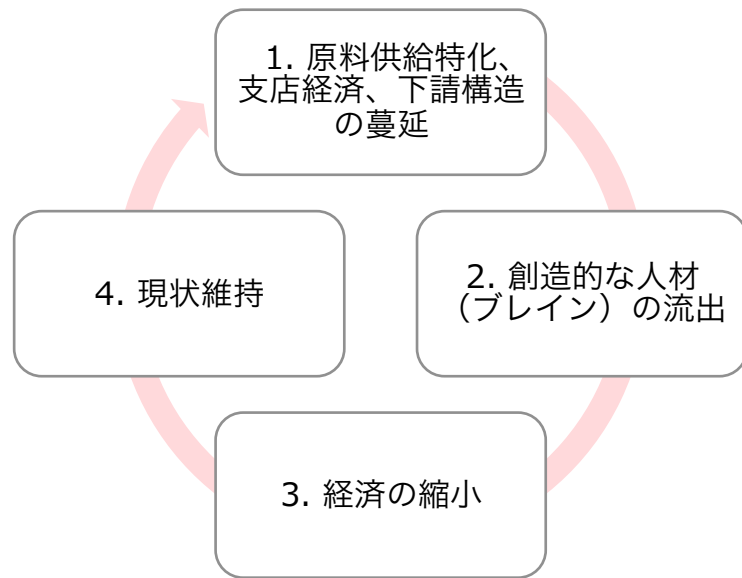 1. 原料供給特化、
支店経済、下請構造
の蔓延
2. 創造的な人材
（ブレイン）の流出
3. 経済の縮小
4. 現状維持